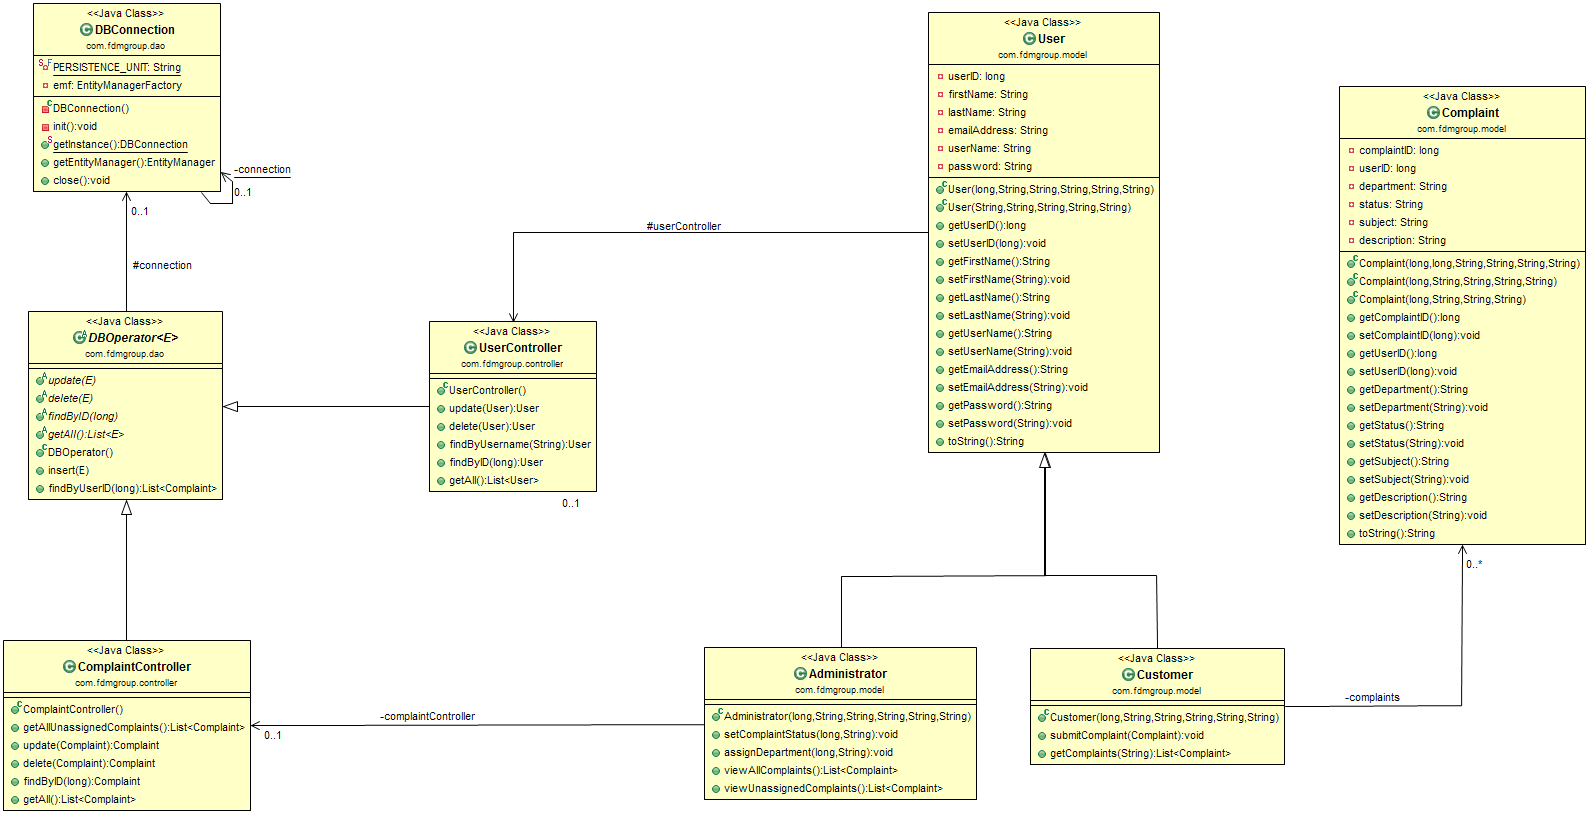 <<Java Class>>
DBConnection
com.fdmgroup.dao
PERSISTENCE_UNIT: String
emf: EntityManagerFactory
DBConnection()
init():void
getInstance():DBConnection
getEntityManager():EntityManager
close():void
-connection
0..1
0..1
#connection
<<Java Class>>
DBOperator<E>
com.fdmgroup.dao
update(E)
delete(E)
findByID(long)
getAll():List<E>
DBOperator()
insert(E)
findByUserID(long):List<Complaint>
<<Java Class>>
UserController
com.fdmgroup.controller
UserController()
update(User):User
delete(User):User
findByUsername(String):User
findByID(long):User
getAll():List<User>
0..1
#userController
<<Java Class>>
User
com.fdmgroup.model
userID: long
firstName: String
lastName: String
emailAddress: String
userName: String
password: String
User(long,String,String,String,String,String)
User(String,String,String,String,String)
getUserID():long
setUserID(long):void
getFirstName():String
setFirstName(String):void
getLastName():String
setLastName(String):void
getUserName():String
setUserName(String):void
getEmailAddress():String
setEmailAddress(String):void
getPassword():String
setPassword(String):void
toString():String
<<Java Class>>
Complaint
com.fdmgroup.model
complaintID: long
userID: long
department: String
status: String
subject: String
description: String
Complaint(long,long,String,String,String,String)
Complaint(long,String,String,String,String)
Complaint(long,String,String,String)
getComplaintID():long
setComplaintID(long):void
getUserID():long
setUserID(long):void
getDepartment():String
setDepartment(String):void
getStatus():String
setStatus(String):void
getSubject():String
setSubject(String):void
getDescription():String
setDescription(String):void
toString():String
0..*
<<Java Class>>
ComplaintController
com.fdmgroup.controller
ComplaintController()
getAllUnassignedComplaints():List<Complaint>
update(Complaint):Complaint
delete(Complaint):Complaint
findByID(long):Complaint
getAll():List<Complaint>
-complaintController
0..1
<<Java Class>>
Administrator
com.fdmgroup.model
Administrator(long,String,String,String,String,String)
setComplaintStatus(long,String):void
assignDepartment(long,String):void
viewAllComplaints():List<Complaint>
viewUnassignedComplaints():List<Complaint>
<<Java Class>>
Customer
com.fdmgroup.model
Customer(long,String,String,String,String,String)
submitComplaint(Complaint):void
getComplaints(String):List<Complaint>
-complaints